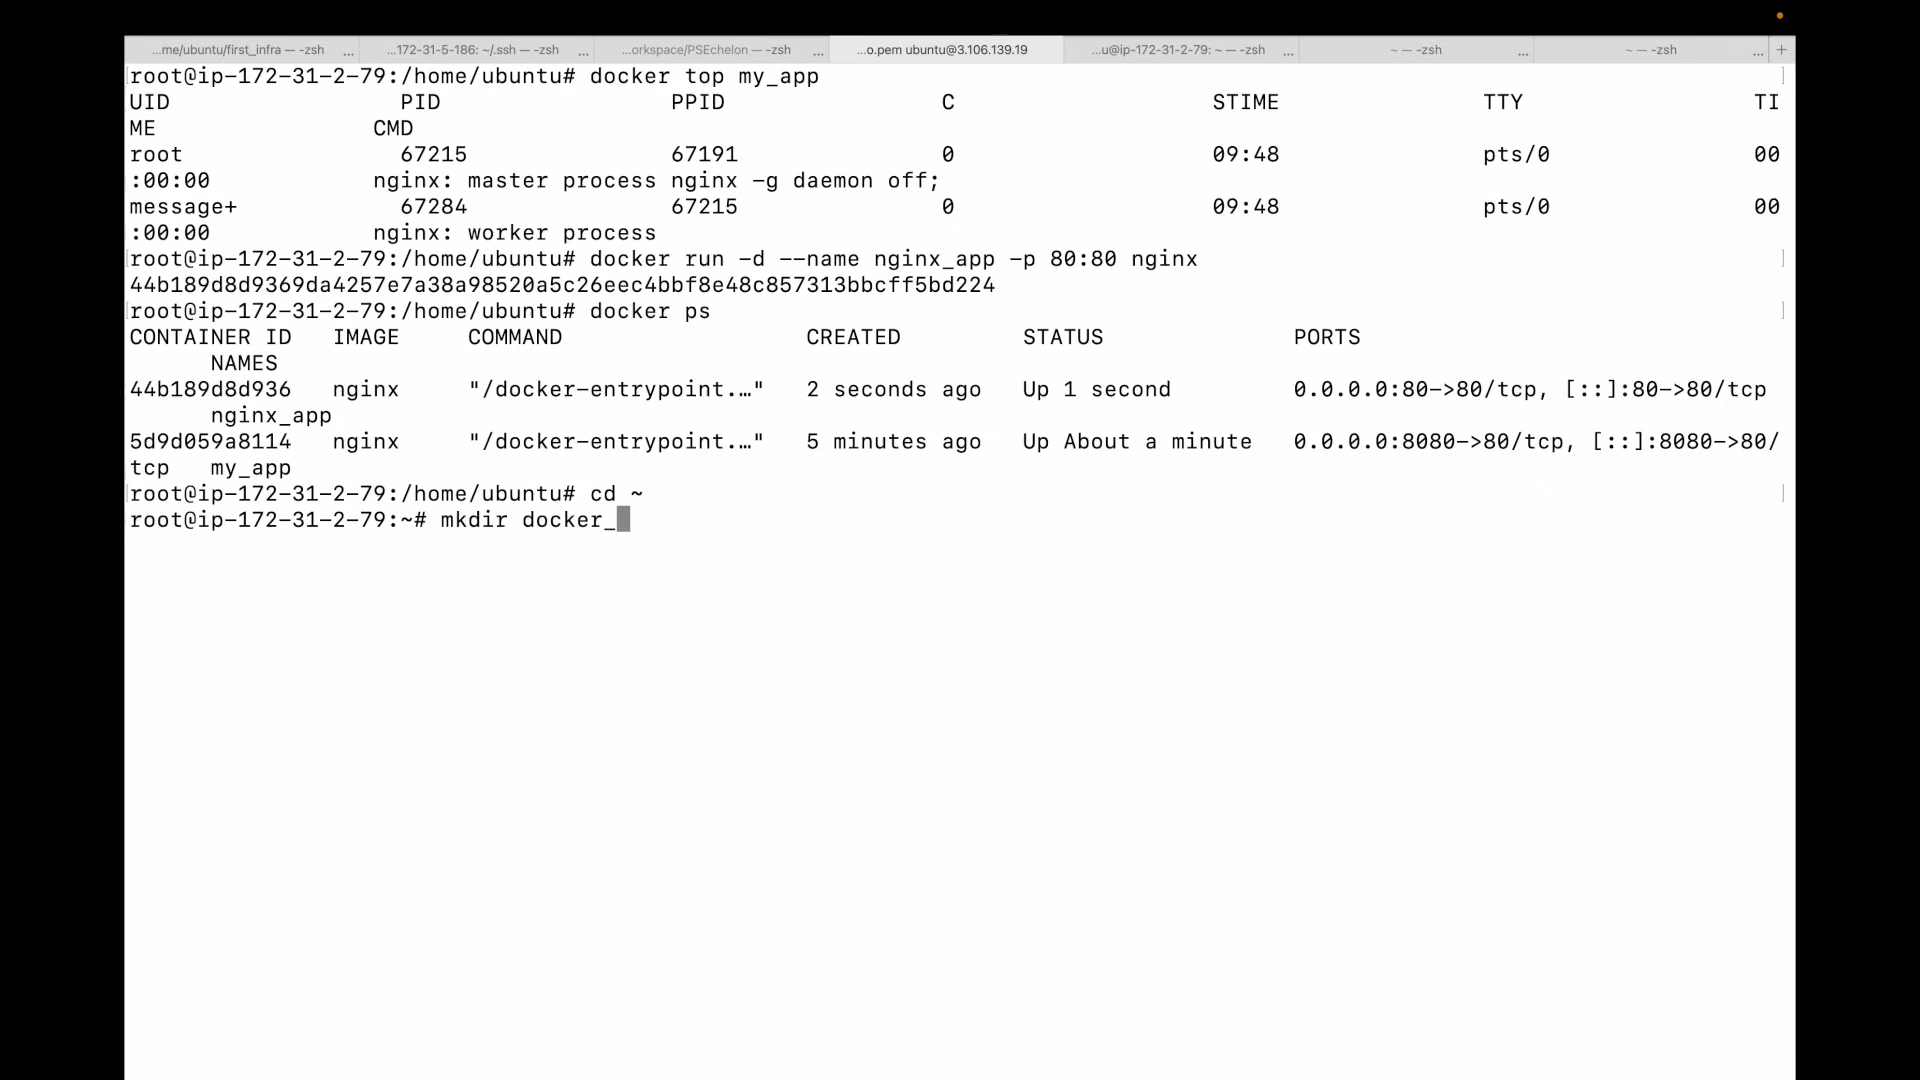 ...me/ubuntu/first_infra — -zsh ... ...172-31-5-186: ~/.ssh — -zsh ... ...orkspace/PSEchelon — -zsh ... ...o.pem ubuntu@3.106.139.19 ...u@ip-172-31-2-79: ~ — -zsh ... ~ — -zsh ... ~ — -zsh ... +
[root@ip-172-31-2-79:/home/ubuntu# docker top my_app ]
UID PID PPID C STIME TTY TI
ME CMD
root 67215 67191 0 09:48 pts/0 00
:00:00 nginx: master process nginx -g daemon off;
message+ 67284 67215 0 09:48 pts/0 00
:00:00 nginx: worker process
[root@ip-172-31-2-79:/home/ubuntu# docker run -d --name nginx_app -p 80:80 nginx ]
44b189d8d9369da4257e7a38a98520a5c26eec4bbf8e48c857313bbcff5bd224
[root@ip-172-31-2-79:/home/ubuntu# docker ps ]
CONTAINER ID IMAGE COMMAND CREATED STATUS PORTS
NAMES
44b189d8d936 nginx "/docker-entrypoint.…" 2 seconds ago Up 1 second 0.0.0.0:80->80/tcp, [::]:80->80/tcp
nginx_app
5d9d059a8114 nginx "/docker-entrypoint.…" 5 minutes ago Up About a minute 0.0.0.0:8080->80/tcp, [::]:8080->80/
tcp my_app
[root@ip-172-31-2-79:/home/ubuntu# cd ~ ]
root@ip-172-31-2-79:~# mkdir docker_